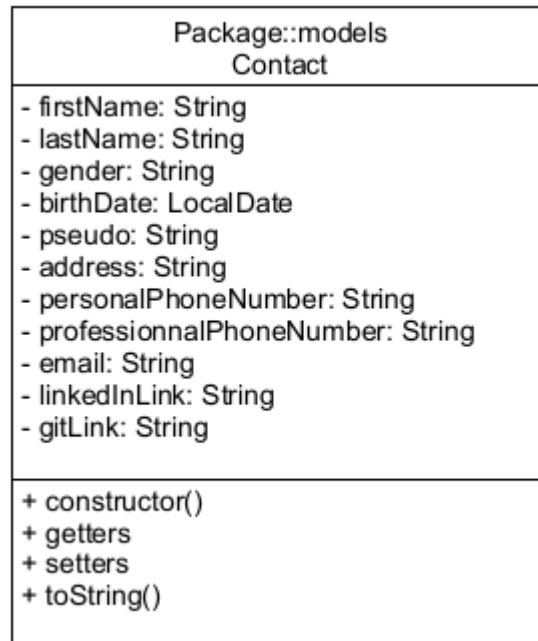 Package::models
Contact
- firstName: String
- lastName: String
- gender: String
- birthDate: LocalDate
- pseudo: String
- address: String
- personalPhoneNumber: String
- professionnalPhoneNumber: String
- email: String
- linkedInLink: String
- gitLink: String
+ constructor()
+ getters
+ setters
+ toString()